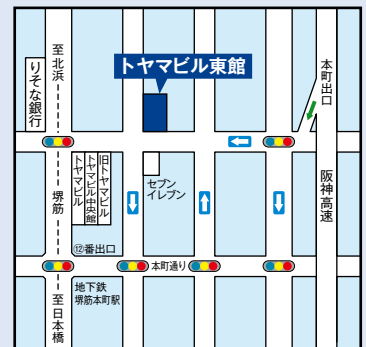 至北浜
りそな銀行
トヤマビル東館
本町出口
堺筋
トヤマビル
トヤマビル中央館
旧トヤマビル
セブン
イレブン
阪神高速
⑫番出口
本町通り
地下鉄
堺筋本町駅
至日本橋